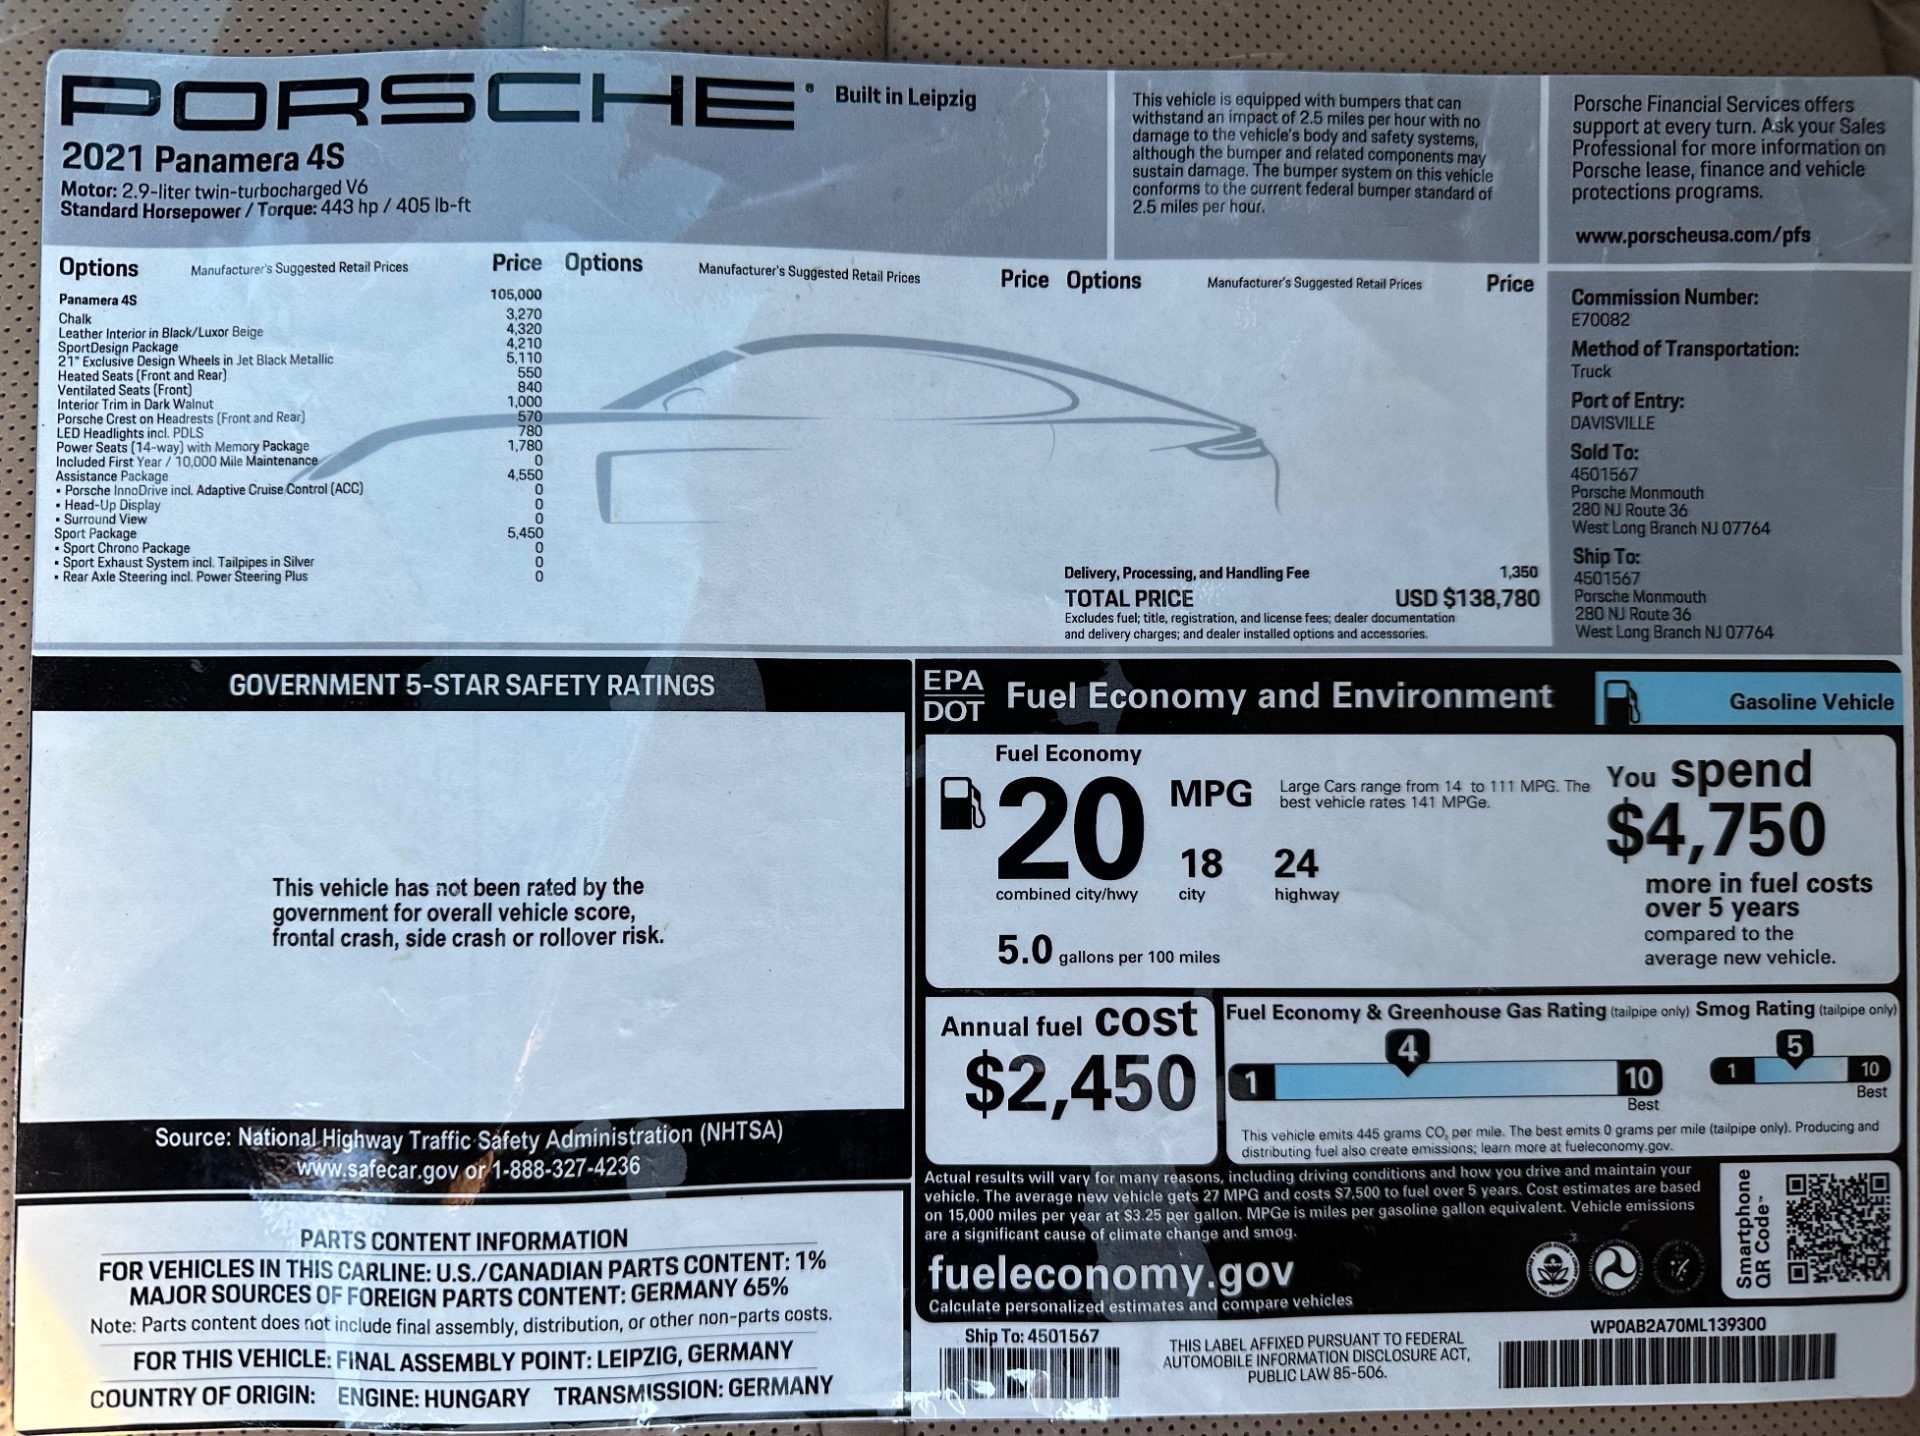 PORSCHE® Built in Leipzig
2021 Panamera 4S
Motor: 2.9-liter twin-turbocharged V6
Standard Horsepower / Torque: 443 hp / 405 lb-ft
This vehicle is equipped with bumpers that can
withstand an impact of 2.5 miles per hour with no
damage to the vehicle's body and safety systems,
although the bumper and related components may
sustain damage. The bumper system on this vehicle
conforms to the current federal bumper standard of
2.5 miles per hour.
Porsche Financial Services offers
support at every turn. Ask your Sales
Professional for more information on
Porsche lease, finance and vehicle
protections programs.
www.porscheusa.com/pfs
Options Manufacturer's Suggested Retail Prices Price Options Manufacturer's Suggested Retail Prices Price Options Manufacturer's Suggested Retail Prices Price
Panamera 4S 105,000
Chalk 3,270
Leather Interior in Black/Luxor Beige 4,320
SportDesign Package 4,210
21" Exclusive Design Wheels in Jet Black Metallic 5,110
Heated Seats (Front and Rear) 550
Ventilated Seats (Front) 840
Interior Trim in Dark Walnut 1,000
Porsche Crest on Headrests (Front and Rear) 570
LED Headlights incl. PDLS 780
Power Seats (14-way) with Memory Package 1,780
Included First Year / 10,000 Mile Maintenance 0
Assistance Package 4,550
• Porsche InnoDrive incl. Adaptive Cruise Control (ACC) 0
• Head-Up Display 0
• Surround View 0
Sport Package 5,450
• Sport Chrono Package 0
• Sport Exhaust System incl. Tailpipes in Silver 0
• Rear Axle Steering incl. Power Steering Plus 0
Delivery, Processing, and Handling Fee 1,350
TOTAL PRICE USD $138,780
Excludes fuel; title, registration, and license fees; dealer documentation
and delivery charges; and dealer installed options and accessories.
Commission Number:
E70082
Method of Transportation:
Truck
Port of Entry:
DAVISVILLE
Sold To:
4501567
Porsche Monmouth
280 NJ Route 36
West Long Branch NJ 07764
Ship To:
4501567
Porsche Monmouth
280 NJ Route 36
West Long Branch NJ 07764
GOVERNMENT 5-STAR SAFETY RATINGS
This vehicle has not been rated by the
government for overall vehicle score,
frontal crash, side crash or rollover risk.
Source: National Highway Traffic Safety Administration (NHTSA)
www.safecar.gov or 1-888-327-4236
PARTS CONTENT INFORMATION
FOR VEHICLES IN THIS CARLINE: U.S./CANADIAN PARTS CONTENT: 1%
MAJOR SOURCES OF FOREIGN PARTS CONTENT: GERMANY 65%
Note: Parts content does not include final assembly, distribution, or other non-parts costs.
FOR THIS VEHICLE: FINAL ASSEMBLY POINT: LEIPZIG, GERMANY
COUNTRY OF ORIGIN: ENGINE: HUNGARY TRANSMISSION: GERMANY
EPA
DOT
Fuel Economy and Environment
Gasoline Vehicle
Fuel Economy
20 MPG
combined city/hwy
18
city
24
highway
5.0 gallons per 100 miles
Large Cars range from 14 to 111 MPG. The
best vehicle rates 141 MPGe.
You spend
$4,750
more in fuel costs
over 5 years
compared to the
average new vehicle.
Annual fuel cost
$2,450
Fuel Economy & Greenhouse Gas Rating (tailpipe only)
4
1 10
Best
Smog Rating (tailpipe only)
5
1 10
Best
This vehicle emits 445 grams CO₂ per mile. The best emits 0 grams per mile (tailpipe only). Producing and
distributing fuel also create emissions; learn more at fueleconomy.gov.
Actual results will vary for many reasons, including driving conditions and how you drive and maintain your
vehicle. The average new vehicle gets 27 MPG and costs $7,500 to fuel over 5 years. Cost estimates are based
on 15,000 miles per year at $3.25 per gallon. MPGe is miles per gasoline gallon equivalent. Vehicle emissions
are a significant cause of climate change and smog.
fueleconomy.gov
Calculate personalized estimates and compare vehicles
Smartphone
QR Code™
Ship To: 4501567
THIS LABEL AFFIXED PURSUANT TO FEDERAL
AUTOMOBILE INFORMATION DISCLOSURE ACT,
PUBLIC LAW 85-506.
WP0AB2A70ML139300